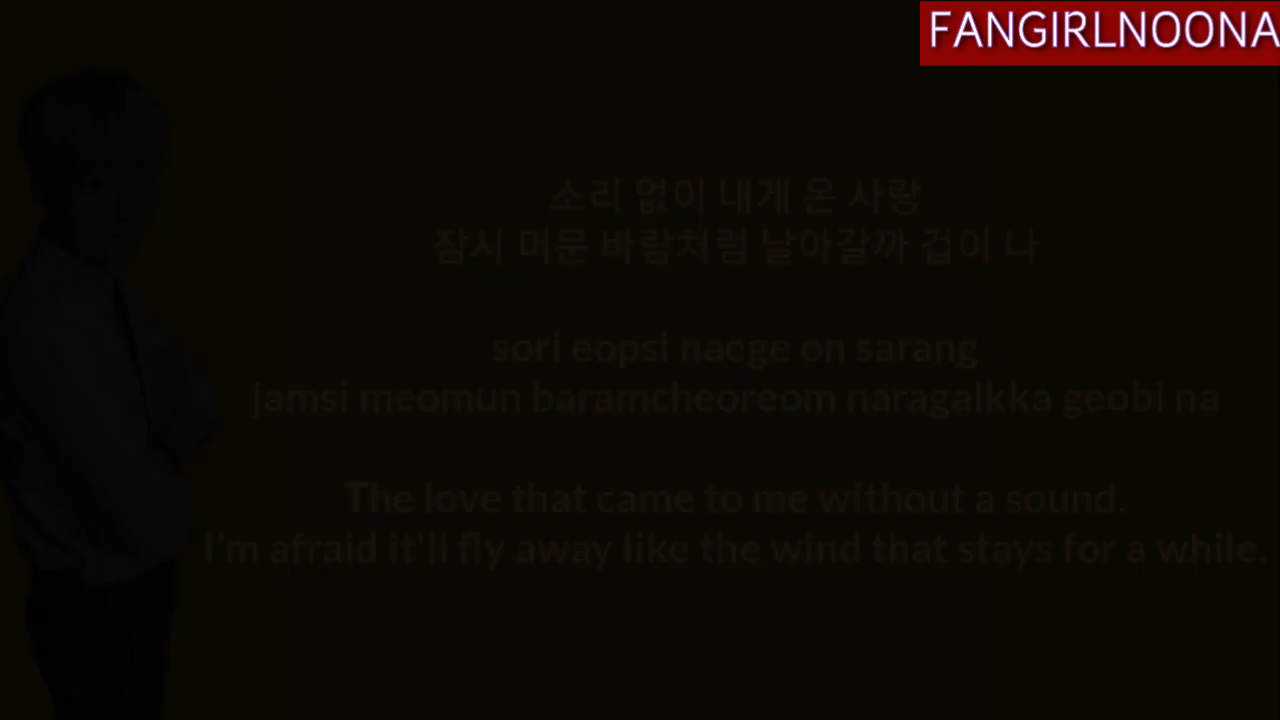 FANGIRLNOONA
소리 없이 내게 온 사랑
잠시 머문 바람처럼 날아갈까 겁이 나
sori eopsi naege on sarang
jamsi meomun baramcheoreom naragalkka geobi na
The love that came to me without a sound.
I'm afraid it'll fly away like the wind that stays for a while.